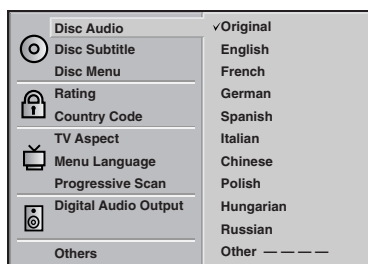 Disc Audio
Disc Subtitle
Disc Menu
Rating
Country Code
TV Aspect
Menu Language
Progressive Scan
Digital Audio Output
Others
✓Original
English
French
German
Spanish
Italian
Chinese
Polish
Hungarian
Russian
Other — — — —